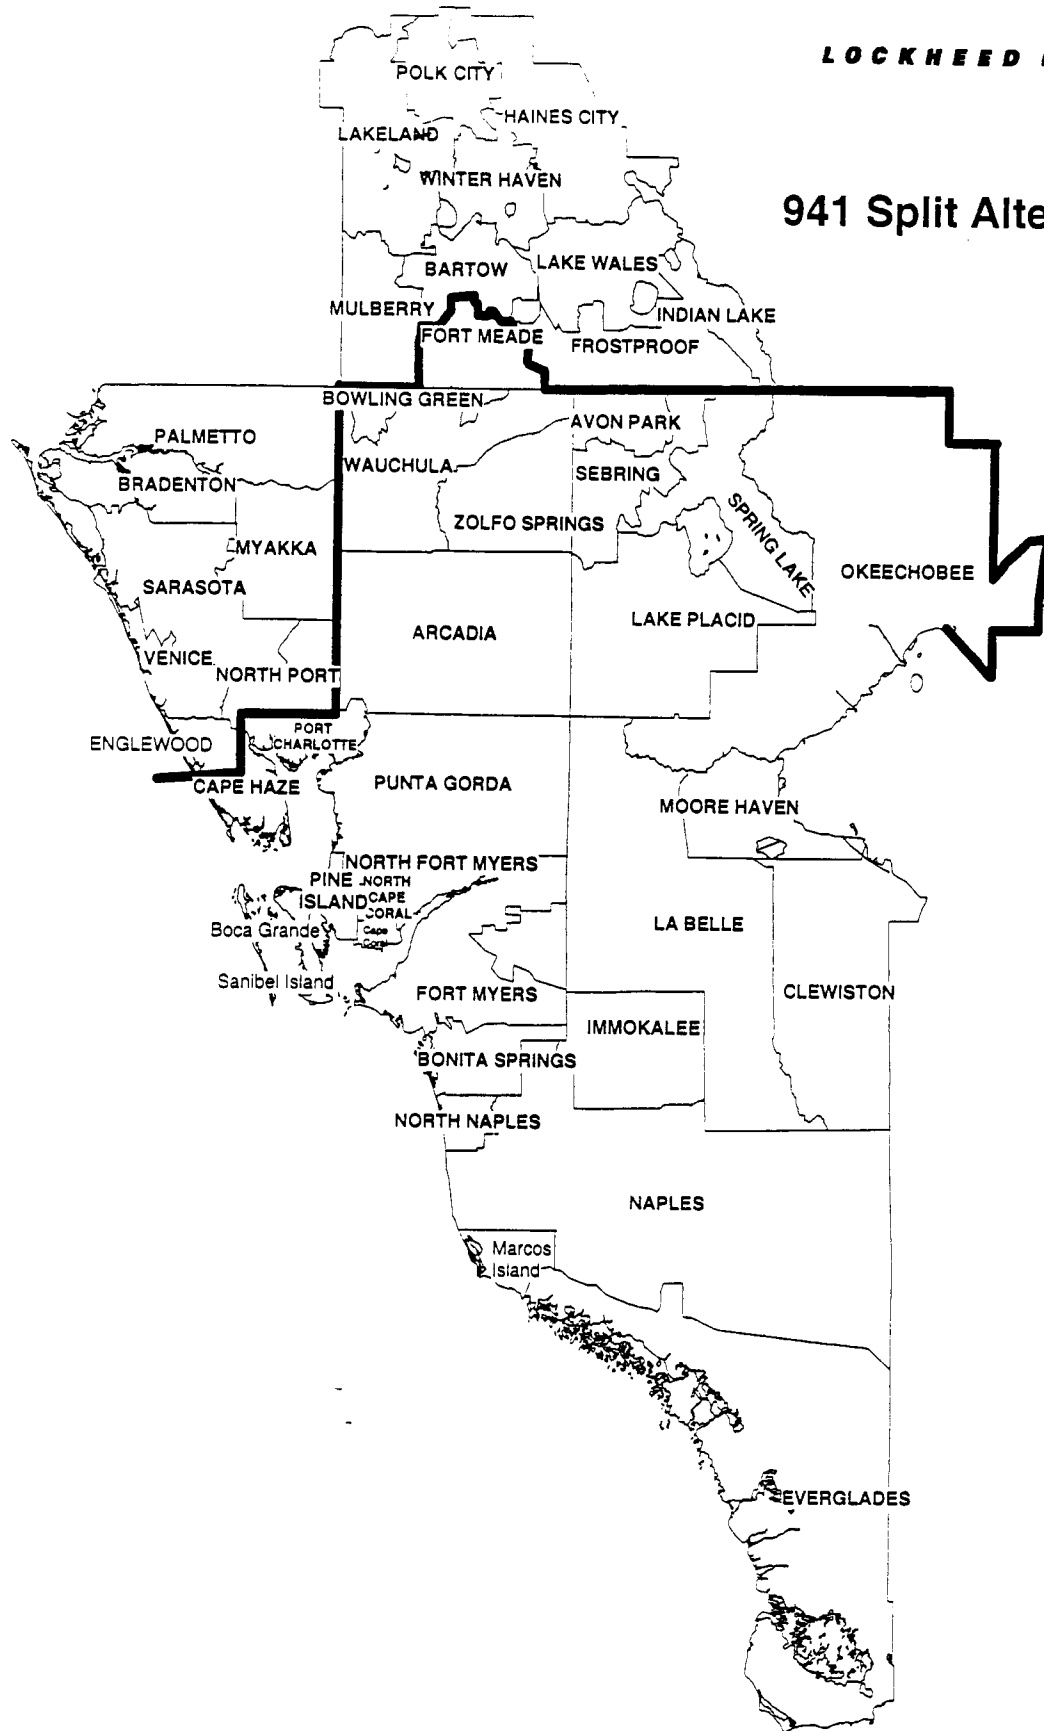 LOCKHEED
941 Split Alte
POLK CITY
HAINES CITY
LAKELAND
WINTER HAVEN
BARTOW
LAKE WALES
MULBERRY
INDIAN LAKE
FORT MEADE
FROSTPROOF
BOWLING GREEN
AVON PARK
PALMETTO
WAUCHULA
SEBRING
BRADENTON
ZOLFO SPRINGS
SPRING LAKE
MYAKKA
OKEECHOBEE
SARASOTA
LAKE PLACID
ARCADIA
VENICE
NORTH PORT
PORT
CHARLOTTE
ENGLEWOOD
CAPE HAZE
PUNTA GORDA
MOORE HAVEN
NORTH FORT MYERS
PINE
ISLAND
NORTH
CAPE
CORAL
Cape
Coral
Boca Grande
LA BELLE
Sanibel Island
FORT MYERS
CLEWISTON
IMMOKALEE
BONITA SPRINGS
NORTH NAPLES
NAPLES
Marcos
Island
EVERGLADES